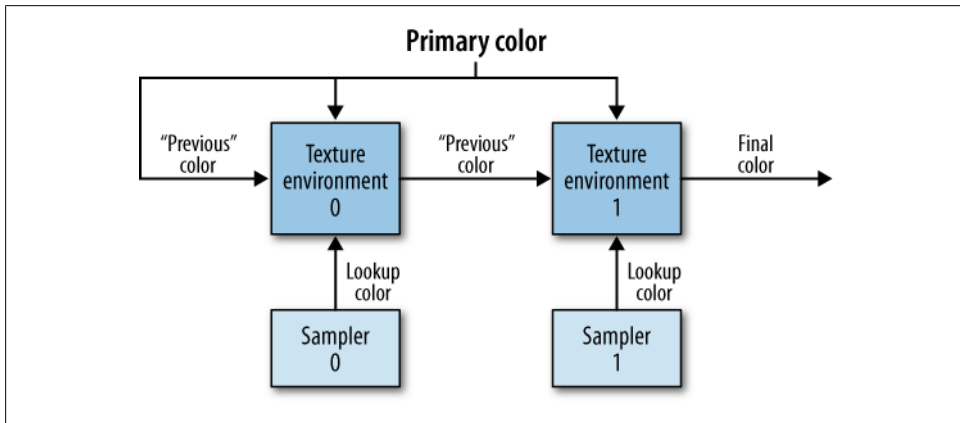 Primary color
“Previous”
color
Texture
environment
0
“Previous”
color
Texture
environment
1
Final
color
Lookup
color
Lookup
color
Sampler
0
Sampler
1